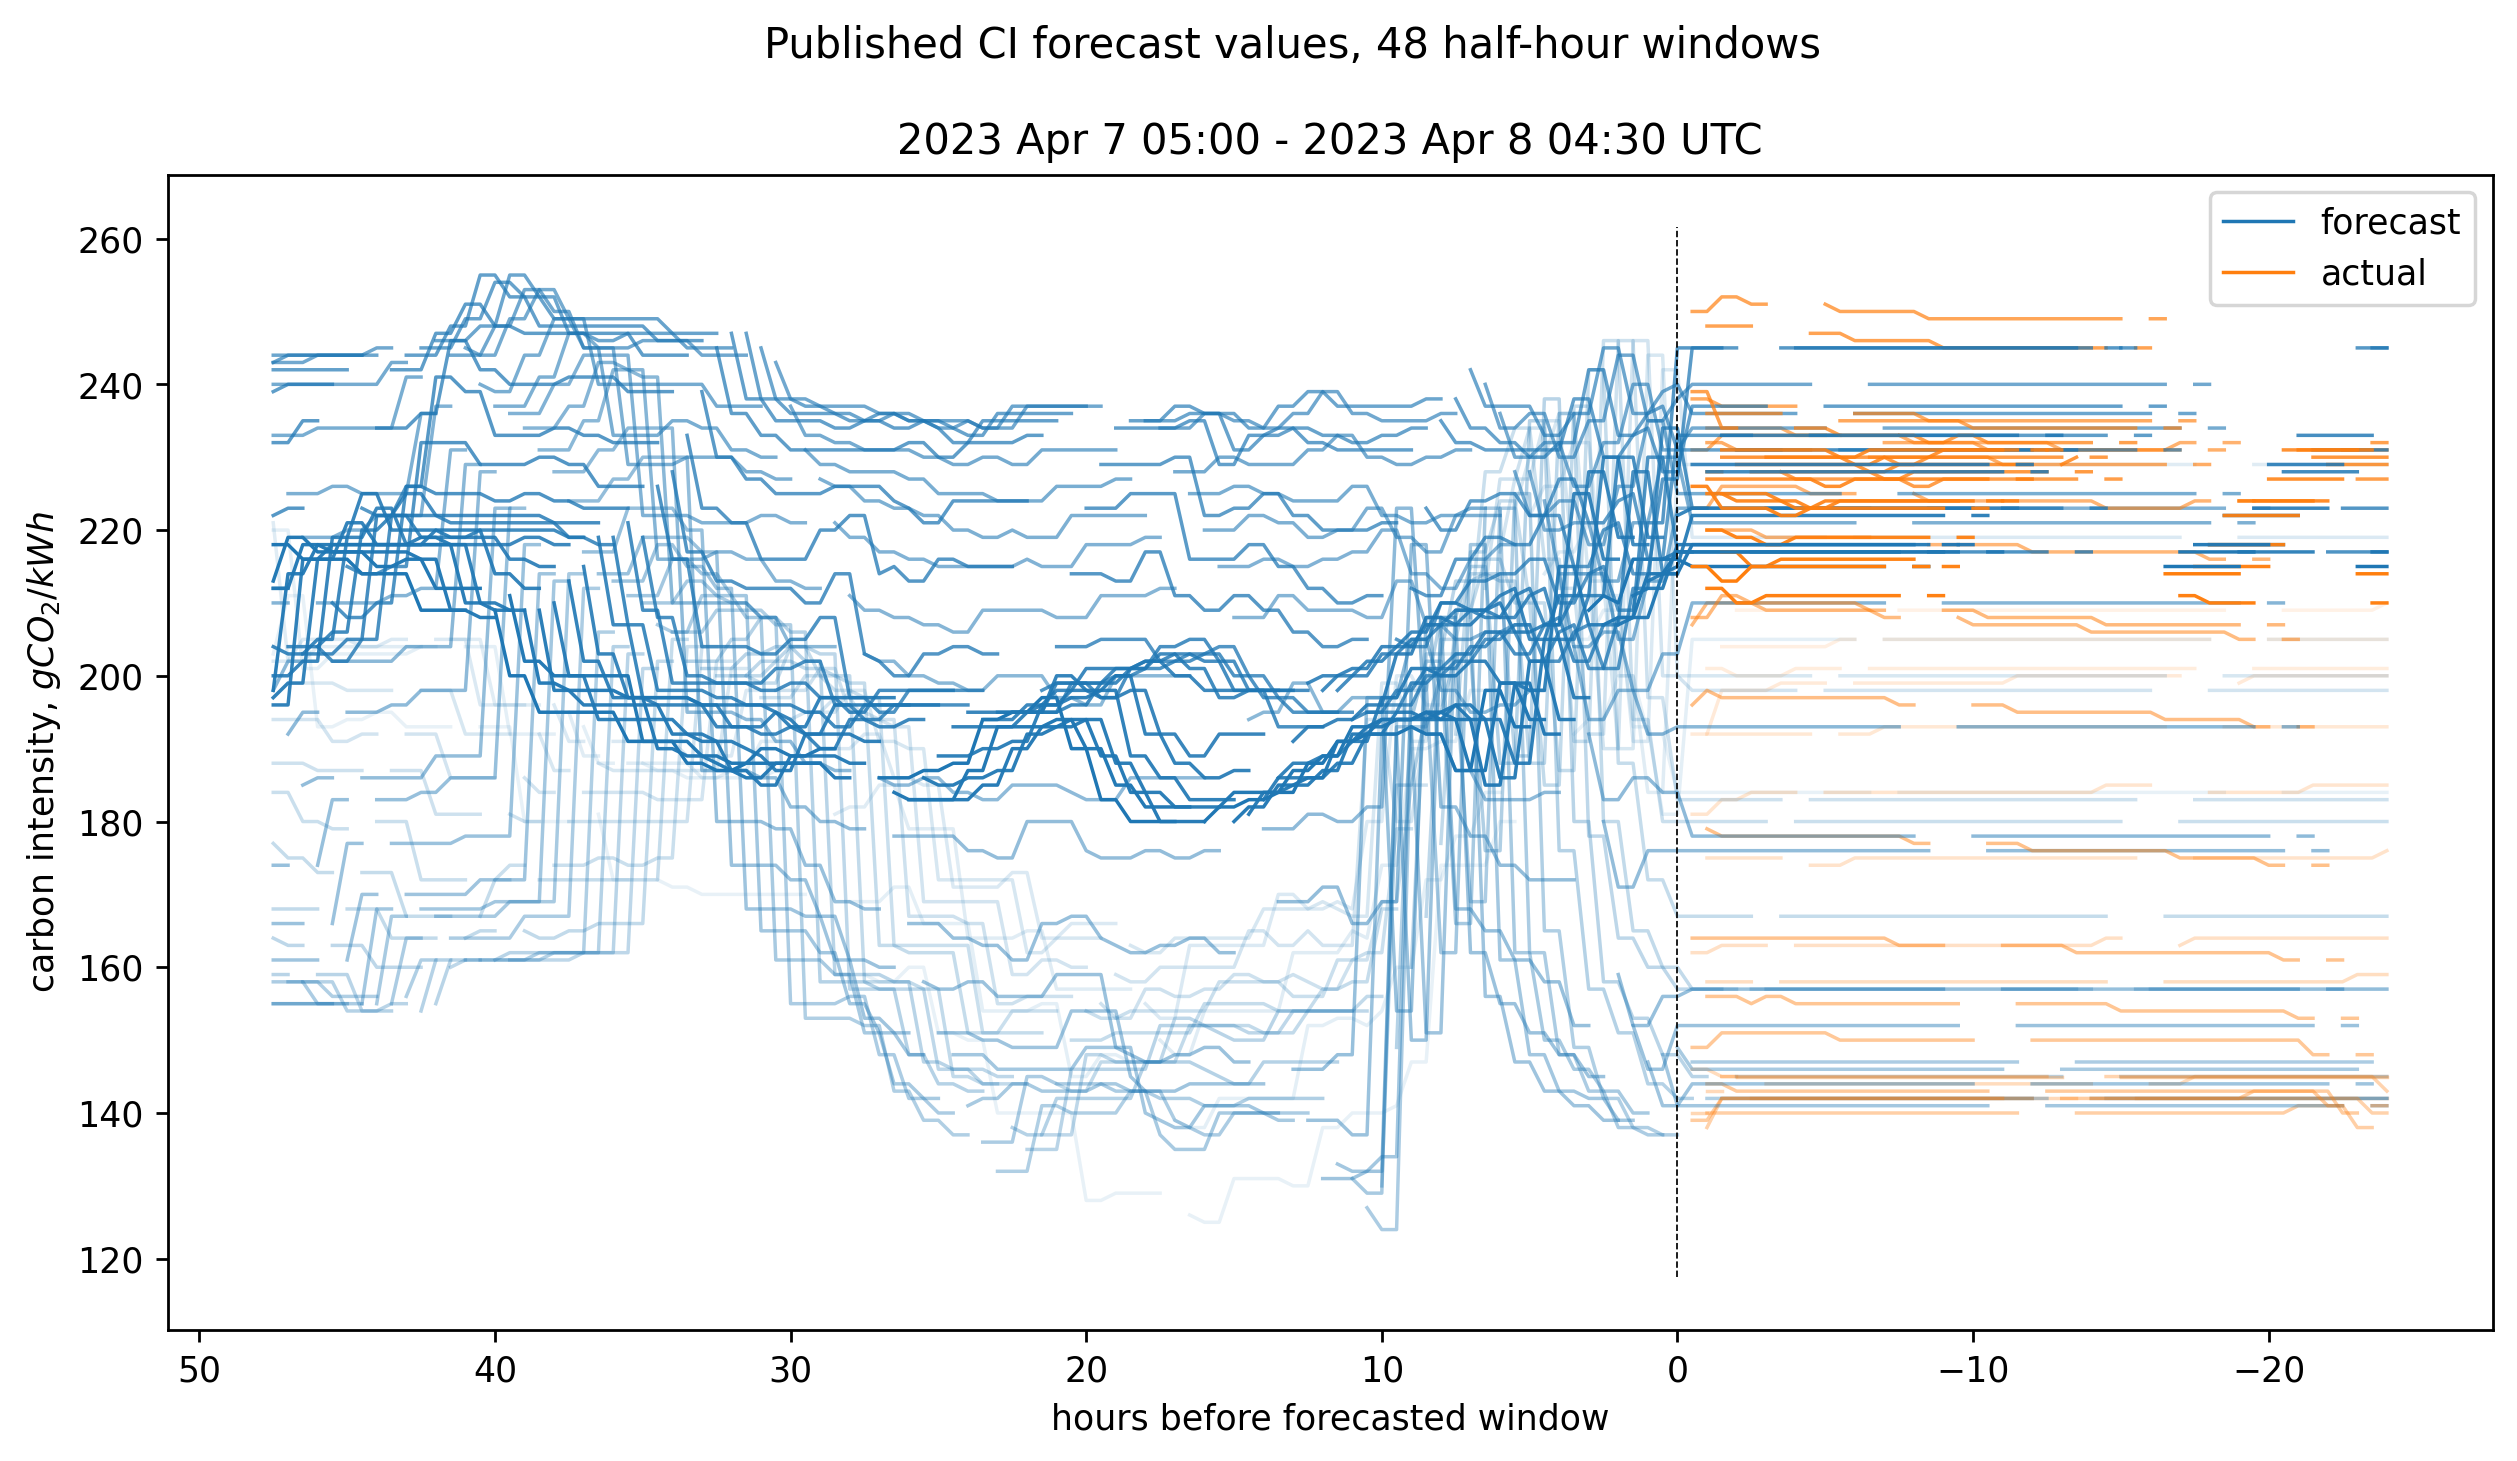 Published CI forecast values, 48 half-hour windows
2023 Apr 7 05:00 - 2023 Apr 8 04:30 UTC
forecast
actual
carbon intensity, gCO₂/kWh
260
240
220
200
180
160
140
120
50
40
30
20
10
0
−10
−20
hours before forecasted window